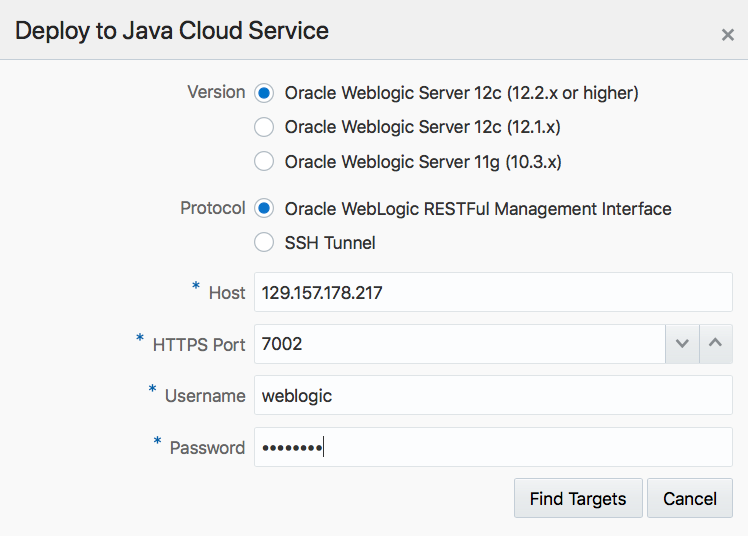 Deploy to Java Cloud Service ×
Version Oracle Weblogic Server 12c (12.2.x or higher)
Oracle Weblogic Server 12c (12.1.x)
Oracle Weblogic Server 11g (10.3.x)
Protocol Oracle WebLogic RESTFul Management Interface
SSH Tunnel
* Host 129.157.178.217
* HTTPS Port 7002
* Username weblogic
* Password ••••••••
Find Targets Cancel